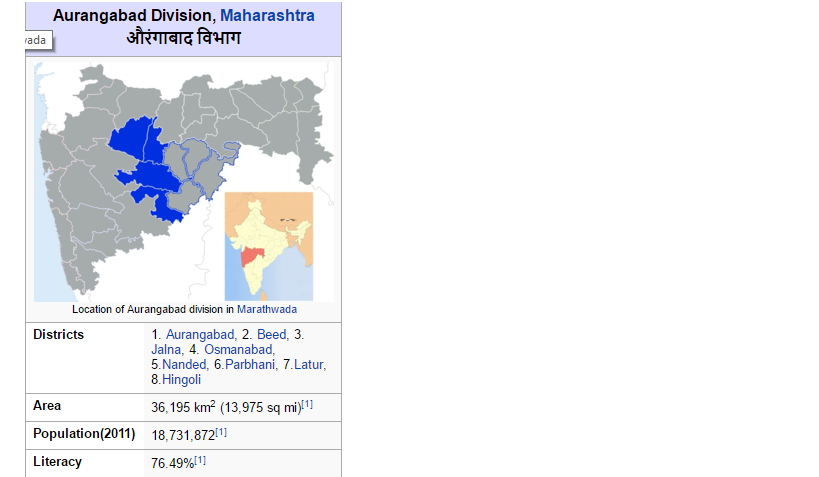 Aurangabad Division, Maharashtra
औरंगाबाद विभाग
vada
Location of Aurangabad division in Marathwada
Districts
1. Aurangabad, 2. Beed, 3.
Jalna, 4. Osmanabad,
5.Nanded, 6.Parbhani, 7.Latur,
8.Hingoli
Area
36,195 km² (13,975 sq mi)[1]
Population(2011)
18,731,872[1]
Literacy
76.49%[1]